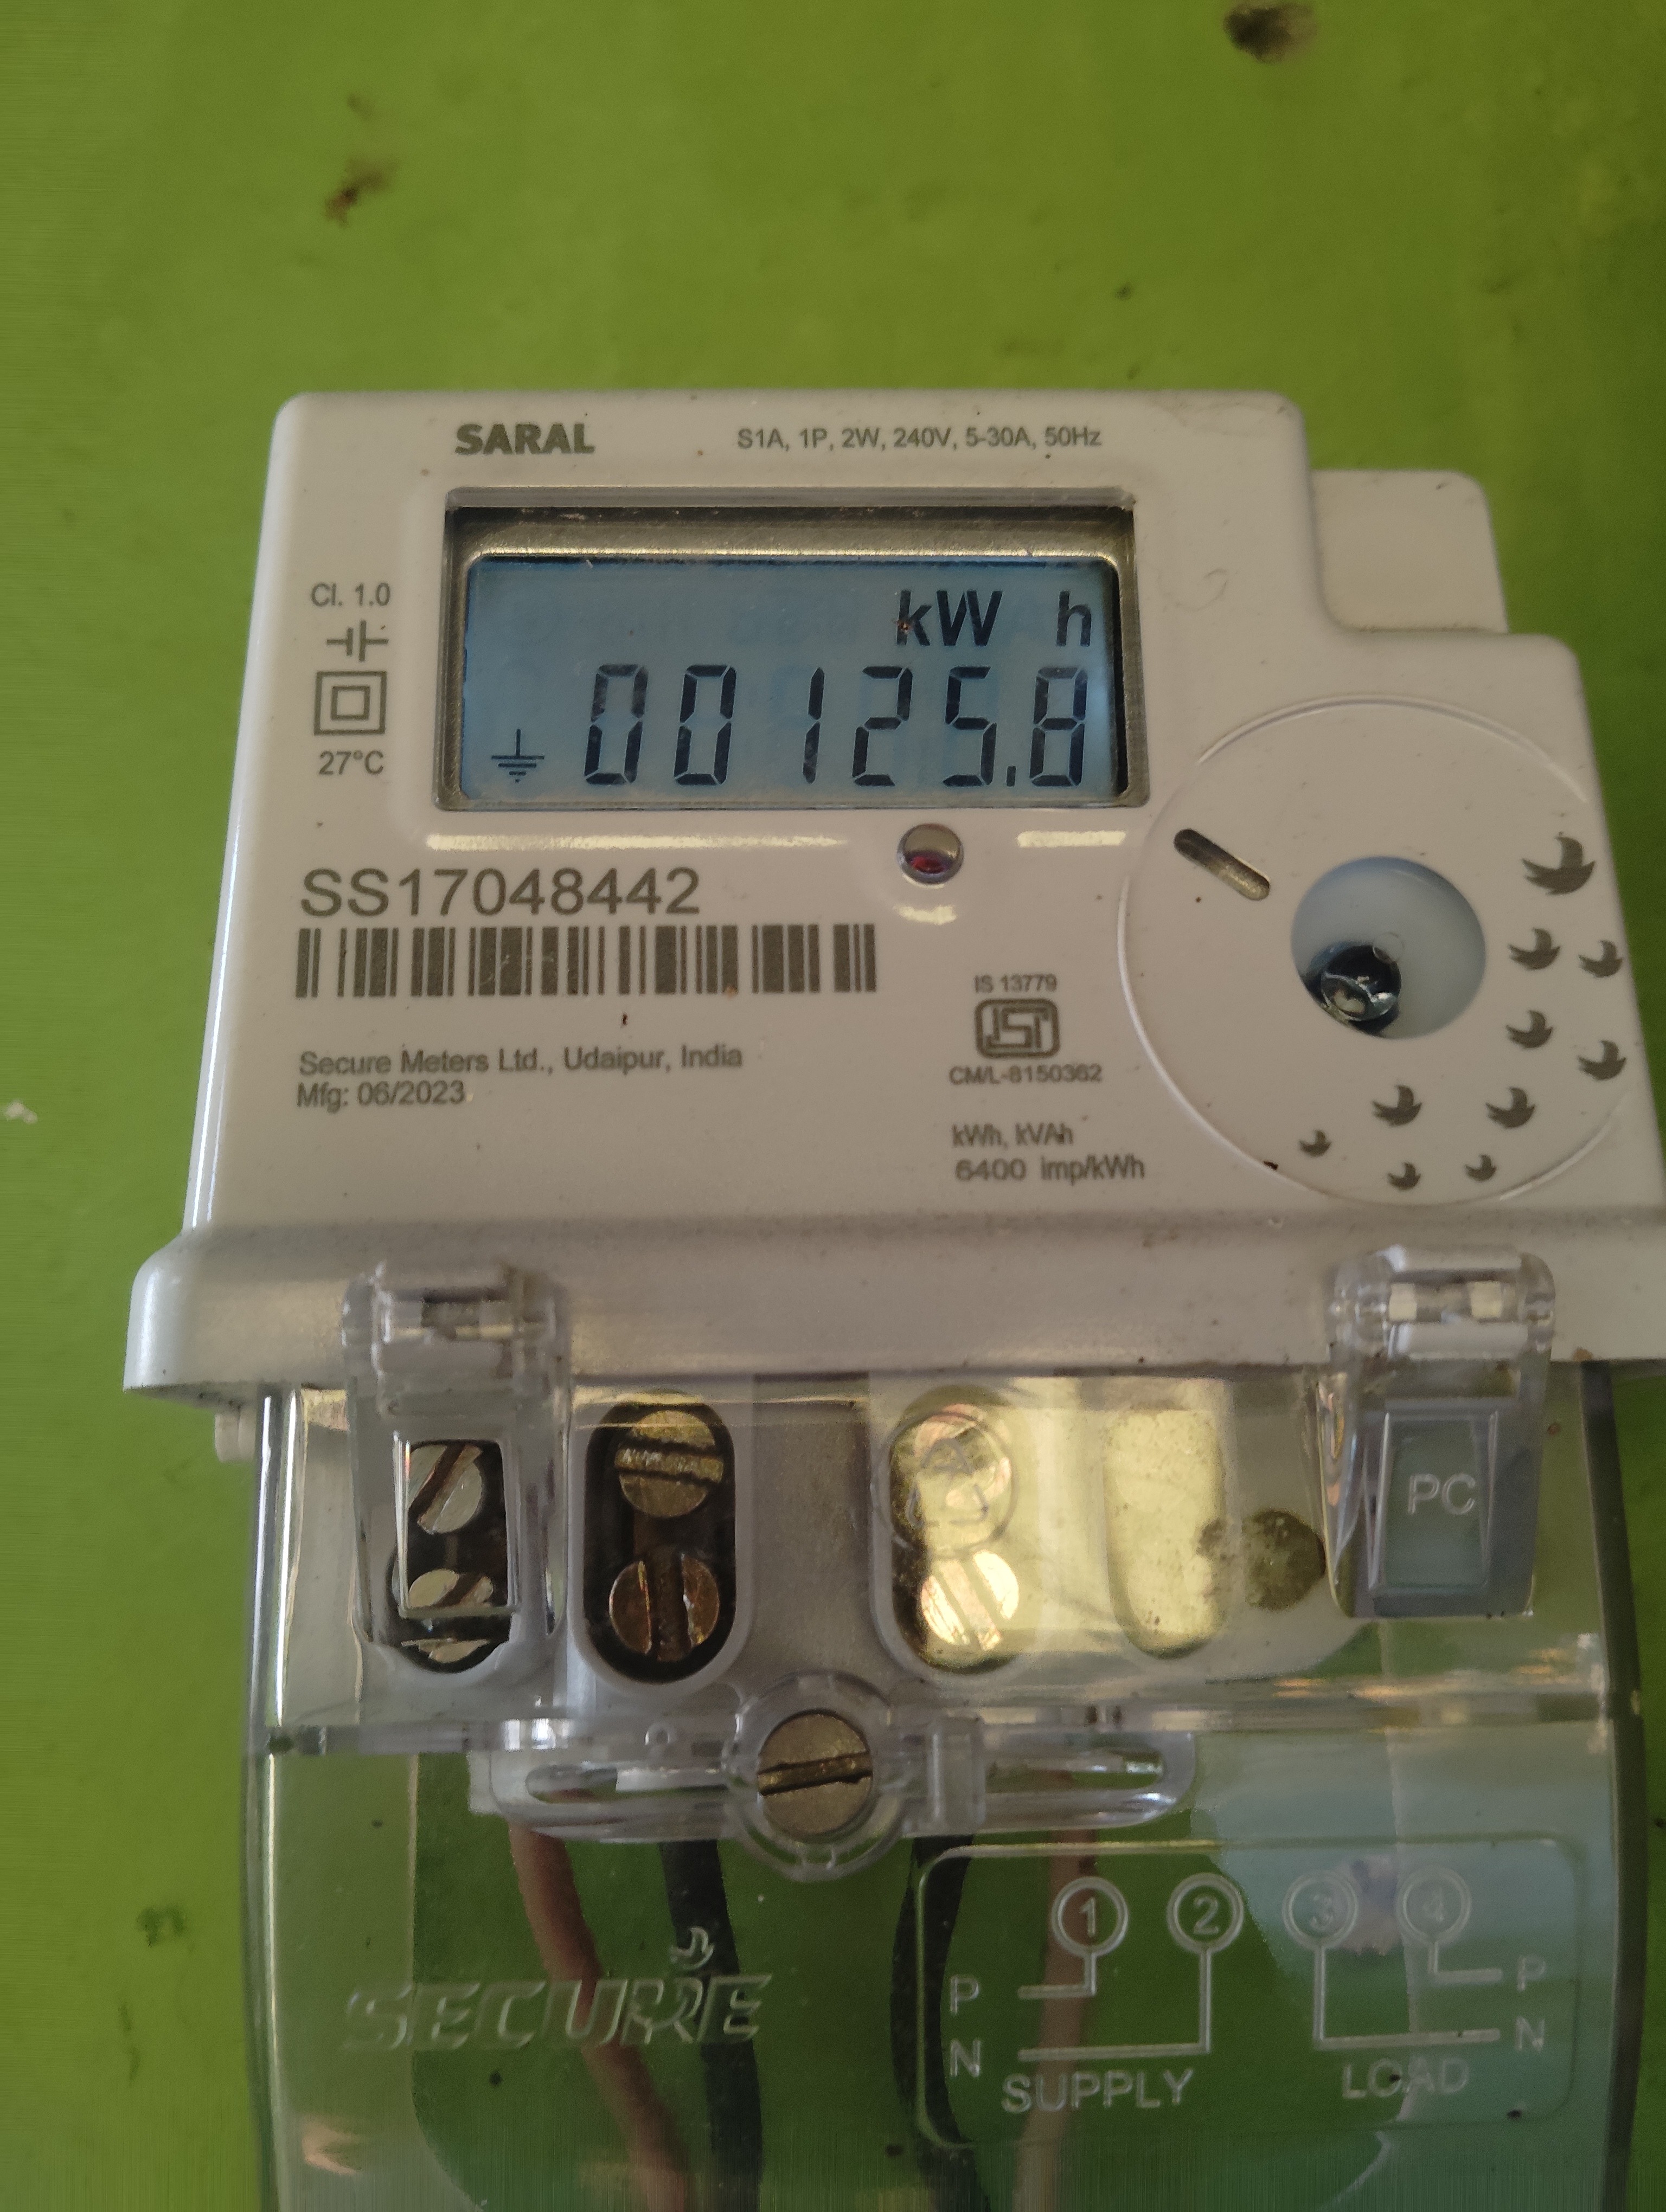 SARAL
S1A, 1P, 2W, 240V, 5-30A, 50Hz
Cl. 1.0
27°C
kW h
00125.8
SS17048442
Secure Meters Ltd., Udaipur, India
Mfg: 06/2023
IS 13779
ISI
CM/L-8150362
kWh, kVAh
6400 imp/kWh
PC
SECURE
1 2 3 4
P P
N N
SUPPLY LOAD